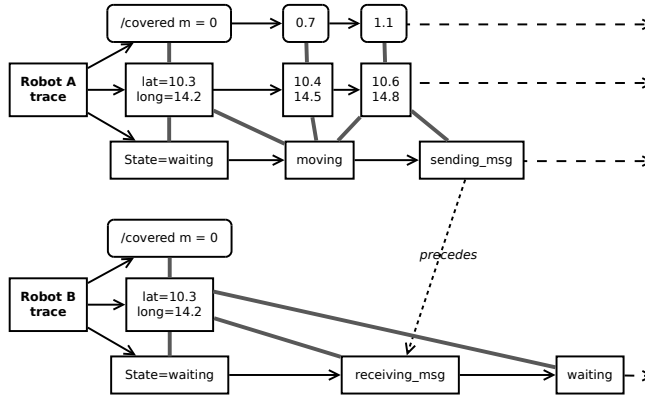 /covered m = 0
0.7
1.1
Robot A
trace
lat=10.3
long=14.2
10.4
14.5
10.6
14.8
State=waiting
moving
sending_msg
/covered m = 0
precedes
Robot B
trace
lat=10.3
long=14.2
State=waiting
receiving_msg
waiting